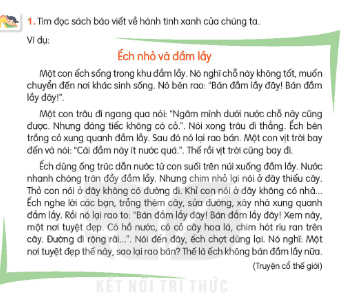 1. Tìm đọc sách báo viết về hành tinh xanh của chúng ta.
Ví dụ:
Ếch nhỏ và đầm lầy
Một con ếch sống trong khu đầm lầy. Nó nghĩ chỗ này không tốt, muốn
chuyển đến nơi khác sinh sống. Nó bèn rao: "Bán đầm lầy đây! Bán đầm
lầy đây!".
Một con trâu đi ngang qua nói: "Ngâm mình dưới nước chỗ này cũng
được. Nhưng đáng tiếc không có cỏ.". Nói xong trâu đi thẳng. Ếch bèn
trồng cỏ xung quanh đầm lầy. Sau đó nó lại rao bán. Một con vịt trời bay
đến và nói: "Cái đầm này ít nước quá.". Thế rồi vịt trời cũng bay đi.
Ếch dùng ống trúc dẫn nước từ con suối trên núi xuống đầm lầy. Nước
nhanh chóng tràn đầy đầm lầy. Nhưng chim nhỏ lại nói ở đây thiếu cây.
Thỏ con nói ở đây không có đường đi. Khỉ con nói ở đây không có nhà...
Ếch nghe lời các bạn, trồng thêm cây, sửa đường, xây nhà xung quanh
đầm lầy. Rồi nó lại rao to: "Bán đầm lầy đây! Bán đầm lầy đây! Xem này,
một nơi tuyệt đẹp. Có hồ nước, có cỏ cây hoa lá, chim hót ríu ran trên
cây. Đường đi rộng rãi...". Nói đến đây, ếch chợt dừng lại. Nó nghĩ: Một
nơi tuyệt đẹp thế này, sao lại rao bán? Thế là ếch không bán đầm lầy nữa.
(Truyện cổ thế giới)
KẾT NỐI TRI THỨC